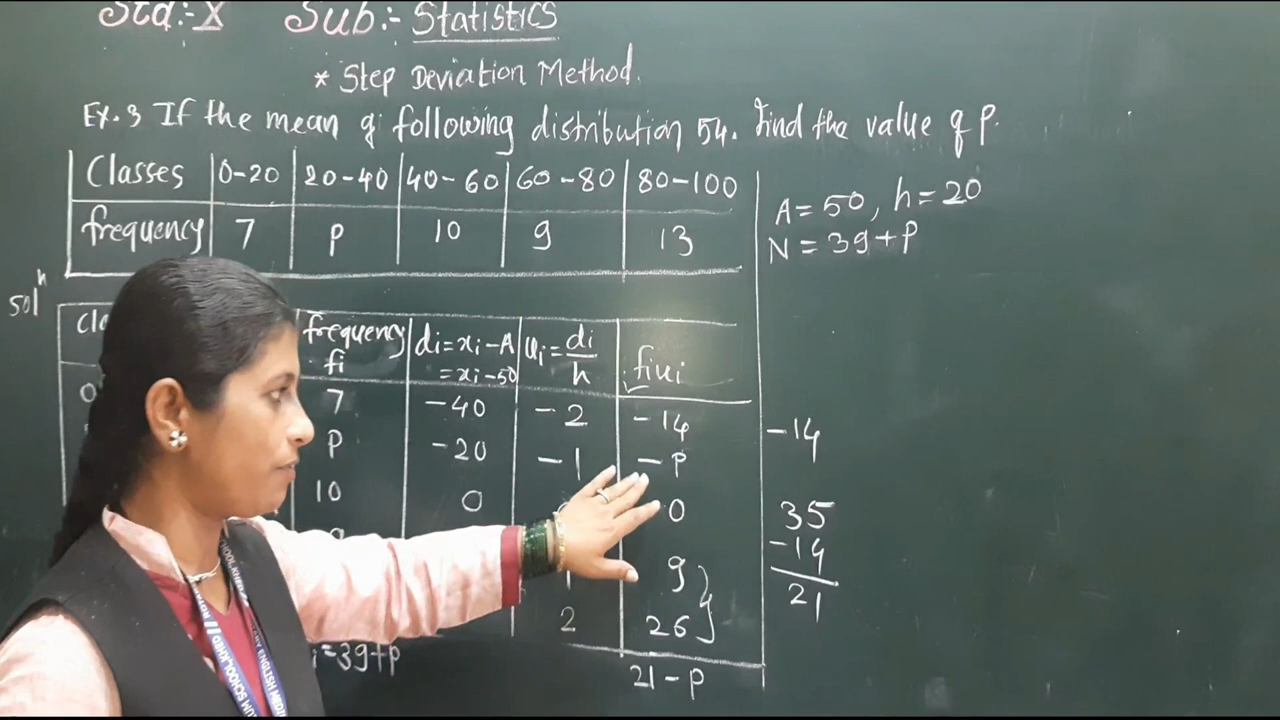 Std:- X Sub:- Statistics
* Step Deviation Method.
Ex. 3 If the mean of following distribution 54. Find the value of P.
Classes 0-20 20-40 40-60 60-80 80-100
frequency 7 P 10 9 13
A = 50, h = 20
N = 39 + P
Solⁿ
frequency fi di = xi - A = xi - 50 ui = di/h fiui
7 -40 -2 -14
P -20 -1 -P
10 0 0
9
2 26
= 39+P 21 - P
-14
35
-14
21